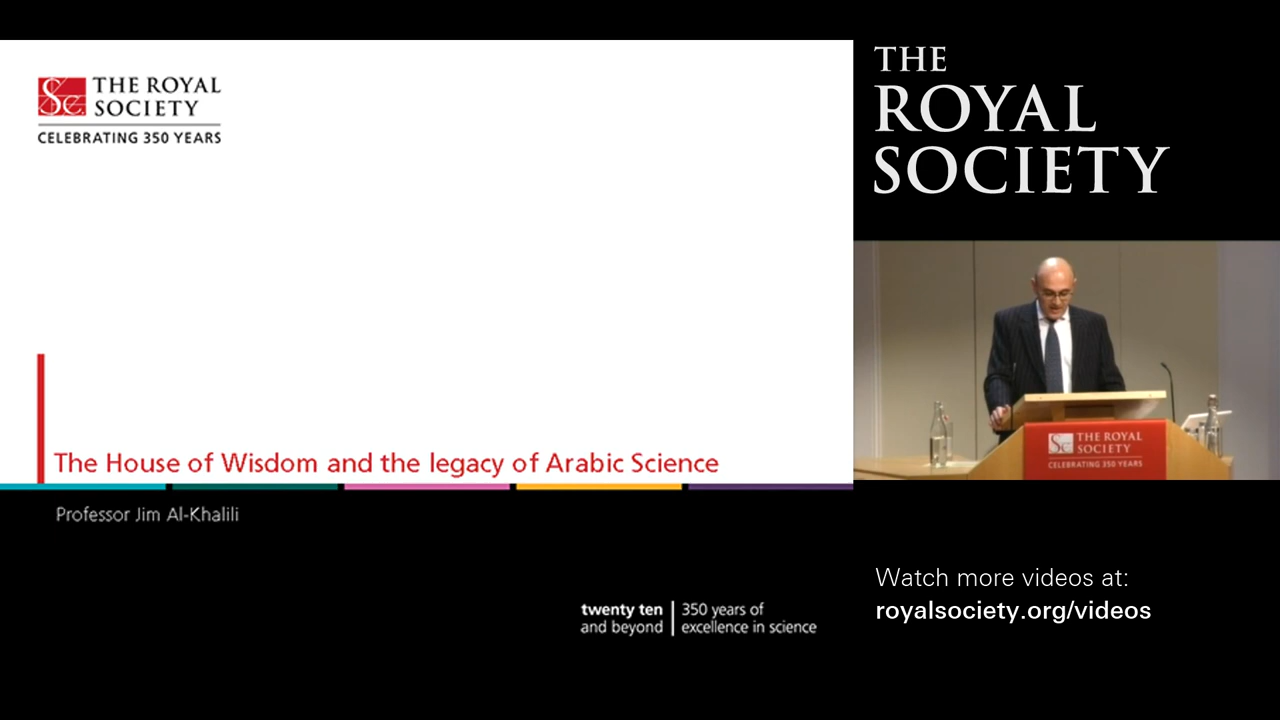 THE ROYAL
SOCIETY
CELEBRATING 350 YEARS
The House of Wisdom and the legacy of Arabic Science
Professor Jim Al-Khalili
twenty ten
and beyond
350 years of
excellence in science
THE
ROYAL
SOCIETY
THE ROYAL
SOCIETY
CELEBRATING 350 YEARS
Watch more videos at:
royalsociety.org/videos